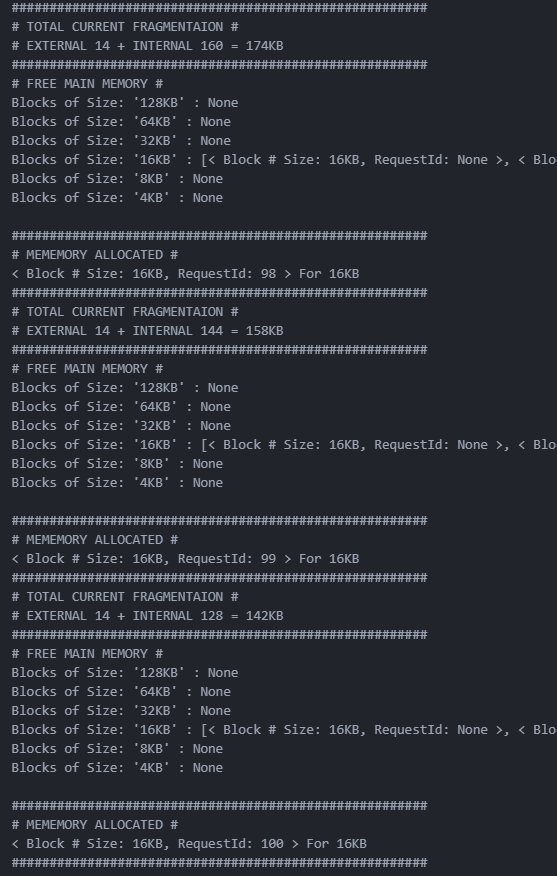 #######################################################
# TOTAL CURRENT FRAGMENTAION #
# EXTERNAL 14 + INTERNAL 160 = 174KB
#######################################################
# FREE MAIN MEMORY #
Blocks of Size: '128KB' : None
Blocks of Size: '64KB' : None
Blocks of Size: '32KB' : None
Blocks of Size: '16KB' : [< Block # Size: 16KB, RequestId: None >, < Blo
Blocks of Size: '8KB' : None
Blocks of Size: '4KB' : None

#######################################################
# MEMEMORY ALLOCATED #
< Block # Size: 16KB, RequestId: 98 > For 16KB
#######################################################
# TOTAL CURRENT FRAGMENTAION #
# EXTERNAL 14 + INTERNAL 144 = 158KB
#######################################################
# FREE MAIN MEMORY #
Blocks of Size: '128KB' : None
Blocks of Size: '64KB' : None
Blocks of Size: '32KB' : None
Blocks of Size: '16KB' : [< Block # Size: 16KB, RequestId: None >, < Blo
Blocks of Size: '8KB' : None
Blocks of Size: '4KB' : None

#######################################################
# MEMEMORY ALLOCATED #
< Block # Size: 16KB, RequestId: 99 > For 16KB
#######################################################
# TOTAL CURRENT FRAGMENTAION #
# EXTERNAL 14 + INTERNAL 128 = 142KB
#######################################################
# FREE MAIN MEMORY #
Blocks of Size: '128KB' : None
Blocks of Size: '64KB' : None
Blocks of Size: '32KB' : None
Blocks of Size: '16KB' : [< Block # Size: 16KB, RequestId: None >, < Blo
Blocks of Size: '8KB' : None
Blocks of Size: '4KB' : None

#######################################################
# MEMEMORY ALLOCATED #
< Block # Size: 16KB, RequestId: 100 > For 16KB
#######################################################